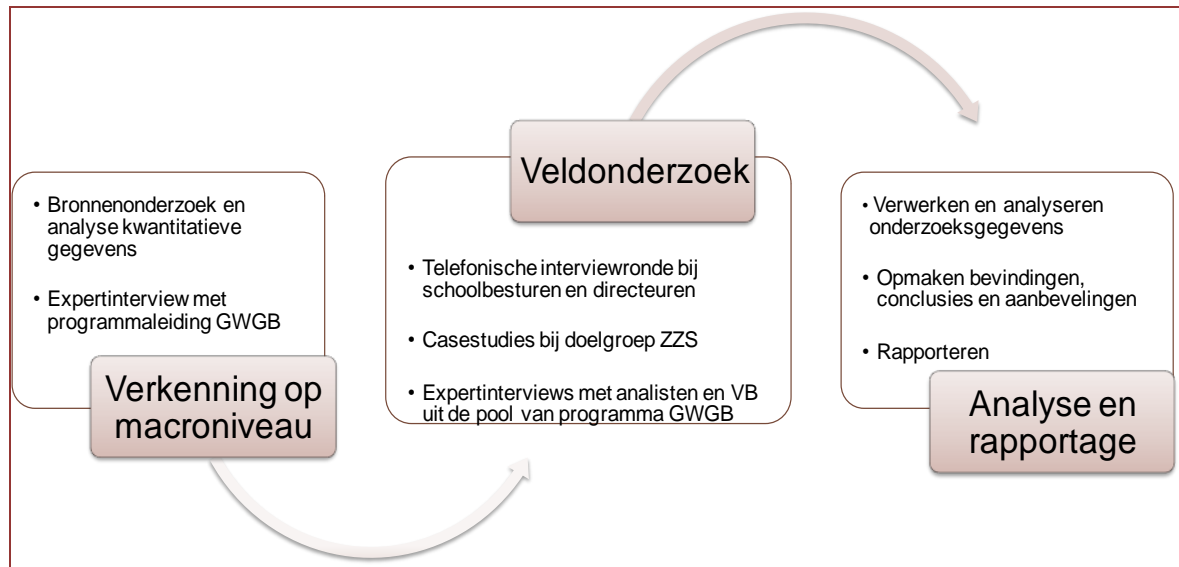 • Bronnenonderzoek en
analyse kwantitatieve
gegevens
• Expertinterview met
programmaleiding GWGB
Verkenning op
macroniveau
Veldonderzoek
• Telefonische interviewronde bij
schoolbesturen en directeuren
• Casestudies bij doelgroep ZZS
• Expertinterviews met analisten en VB
uit de pool van programma GWGB
• Verwerken en analyseren
onderzoeksgegevens
• Opmaken bevindingen,
conclusies en aanbevelingen
• Rapporteren
Analyse en
rapportage